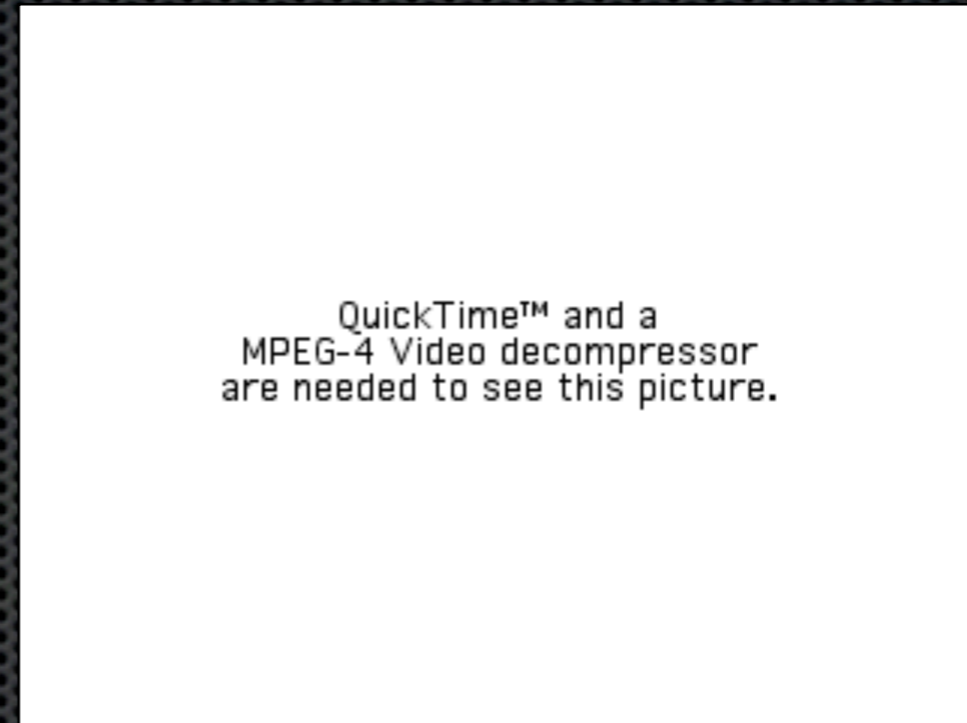 QuickTime™ and a
MPEG-4 Video decompressor
are needed to see this picture.